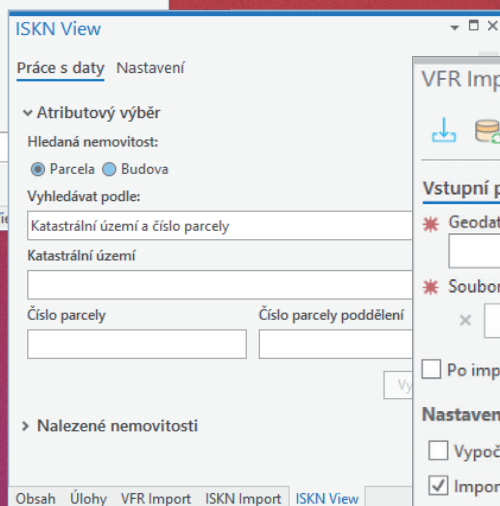 ISKN View
Práce s daty Nastavení
Atributový výběr
Hledaná nemovitost:
Parcela Budova
Vyhledávat podle:
Katastrální území a číslo parcely
Katastrální území
Číslo parcely Číslo parcely poddělení
Nalezené nemovitosti
Obsah Úlohy VFR Import ISKN Import ISKN View
VFR Imp
Vstupní p
Geodat
Soubor
Po imp
Nastaven
Vypoč
Impor